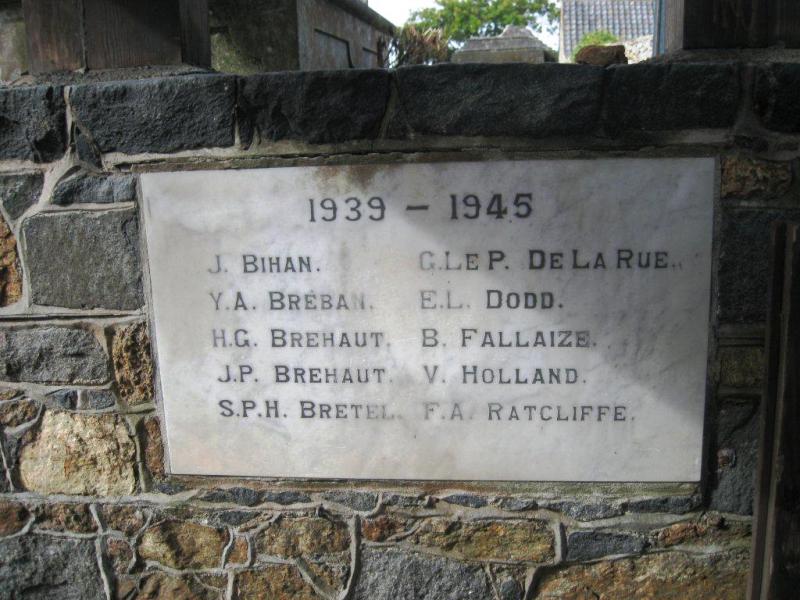 1939 – 1945
J. BIHAN. G. LE P. DE LA RUE.
Y.A. BRÉBAN. E.L. DODD.
H.G. BREHAUT. B. FALLAIZE.
J.P. BREHAUT. V. HOLLAND.
S.P.H. BRETEL. F.A. RATCLIFFE.